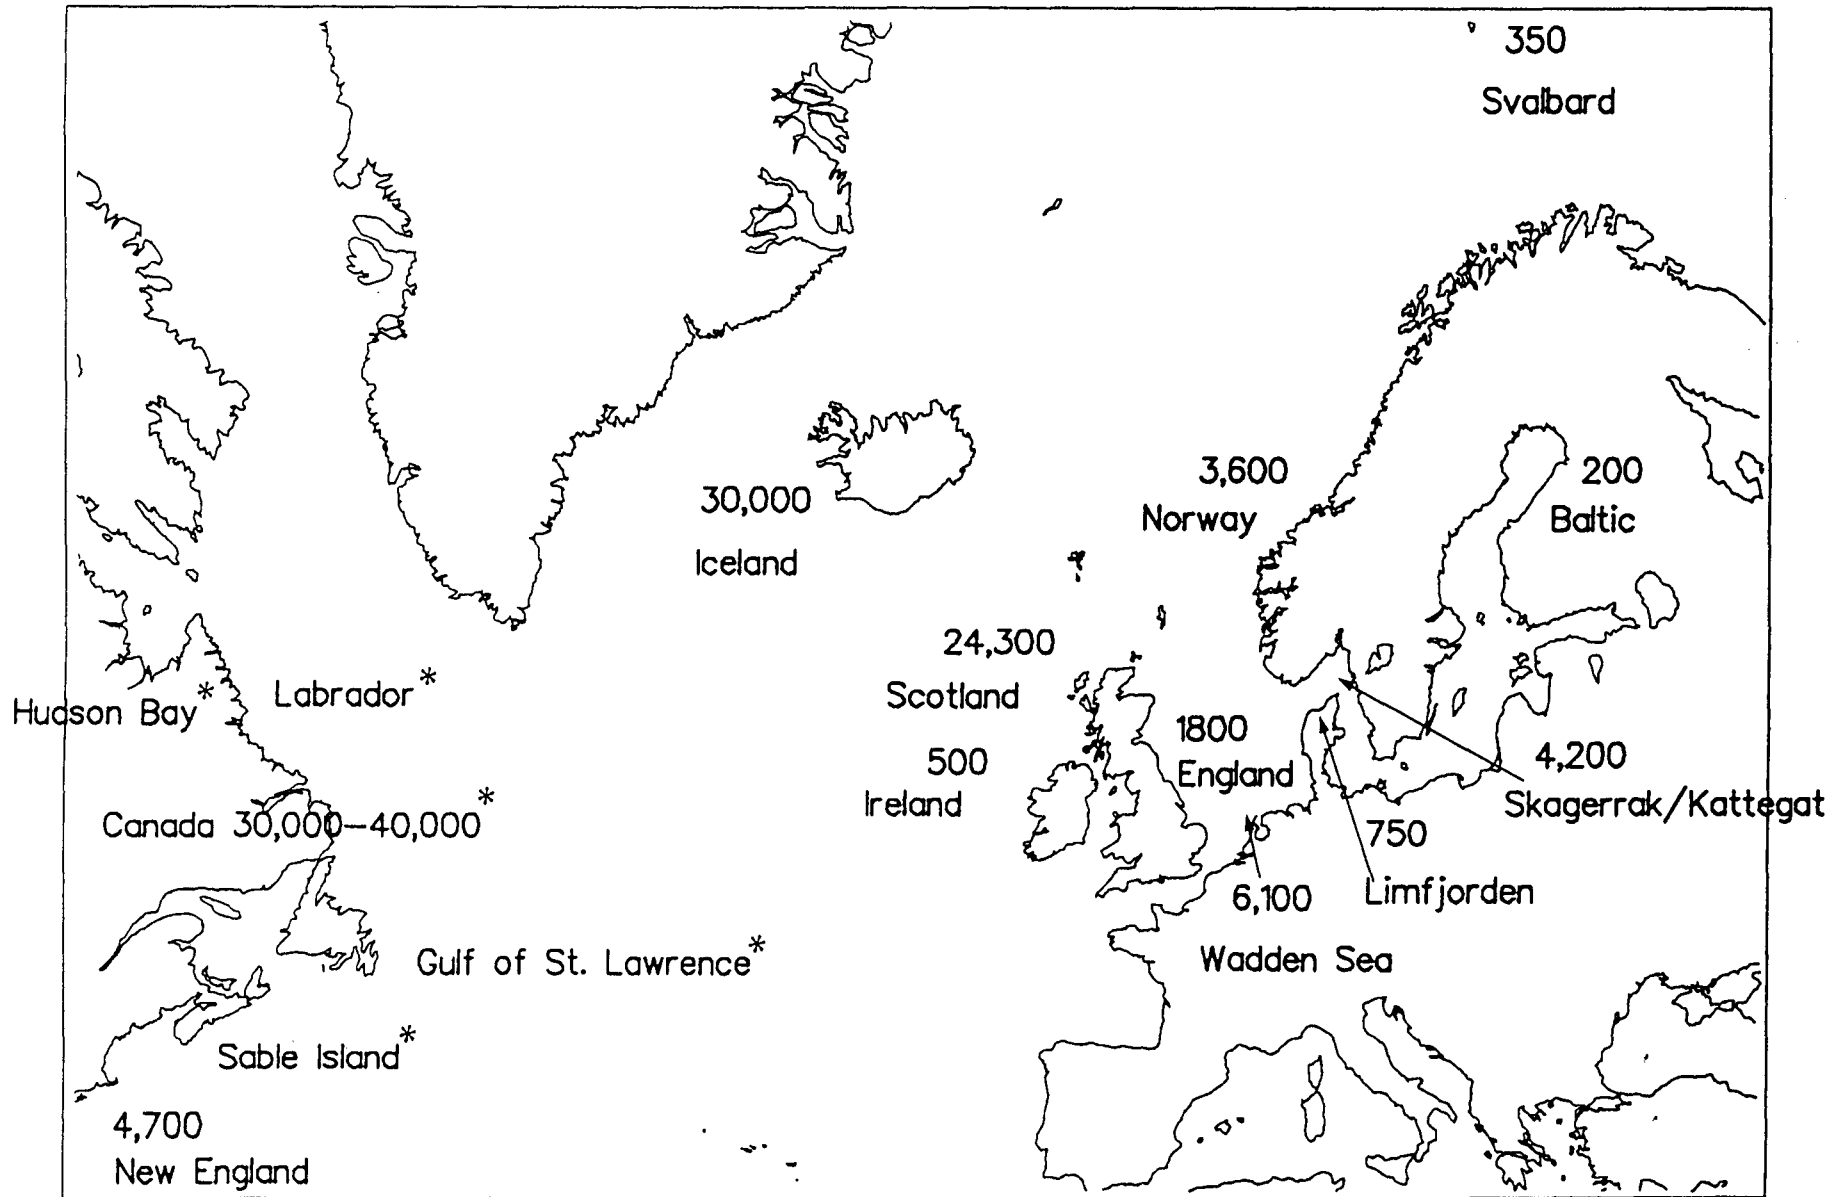 350
Svalbard
3,600
Norway
200
Baltic
30,000
Iceland
24,300
Scotland
Hudson Bay*
Labrador*
1800
England
500
Ireland
4,200
Skagerrak/Kattegat
Canada 30,000-40,000*
750
Limfjorden
6,100
Wadden Sea
Gulf of St. Lawrence*
Sable Island*
4,700
New England